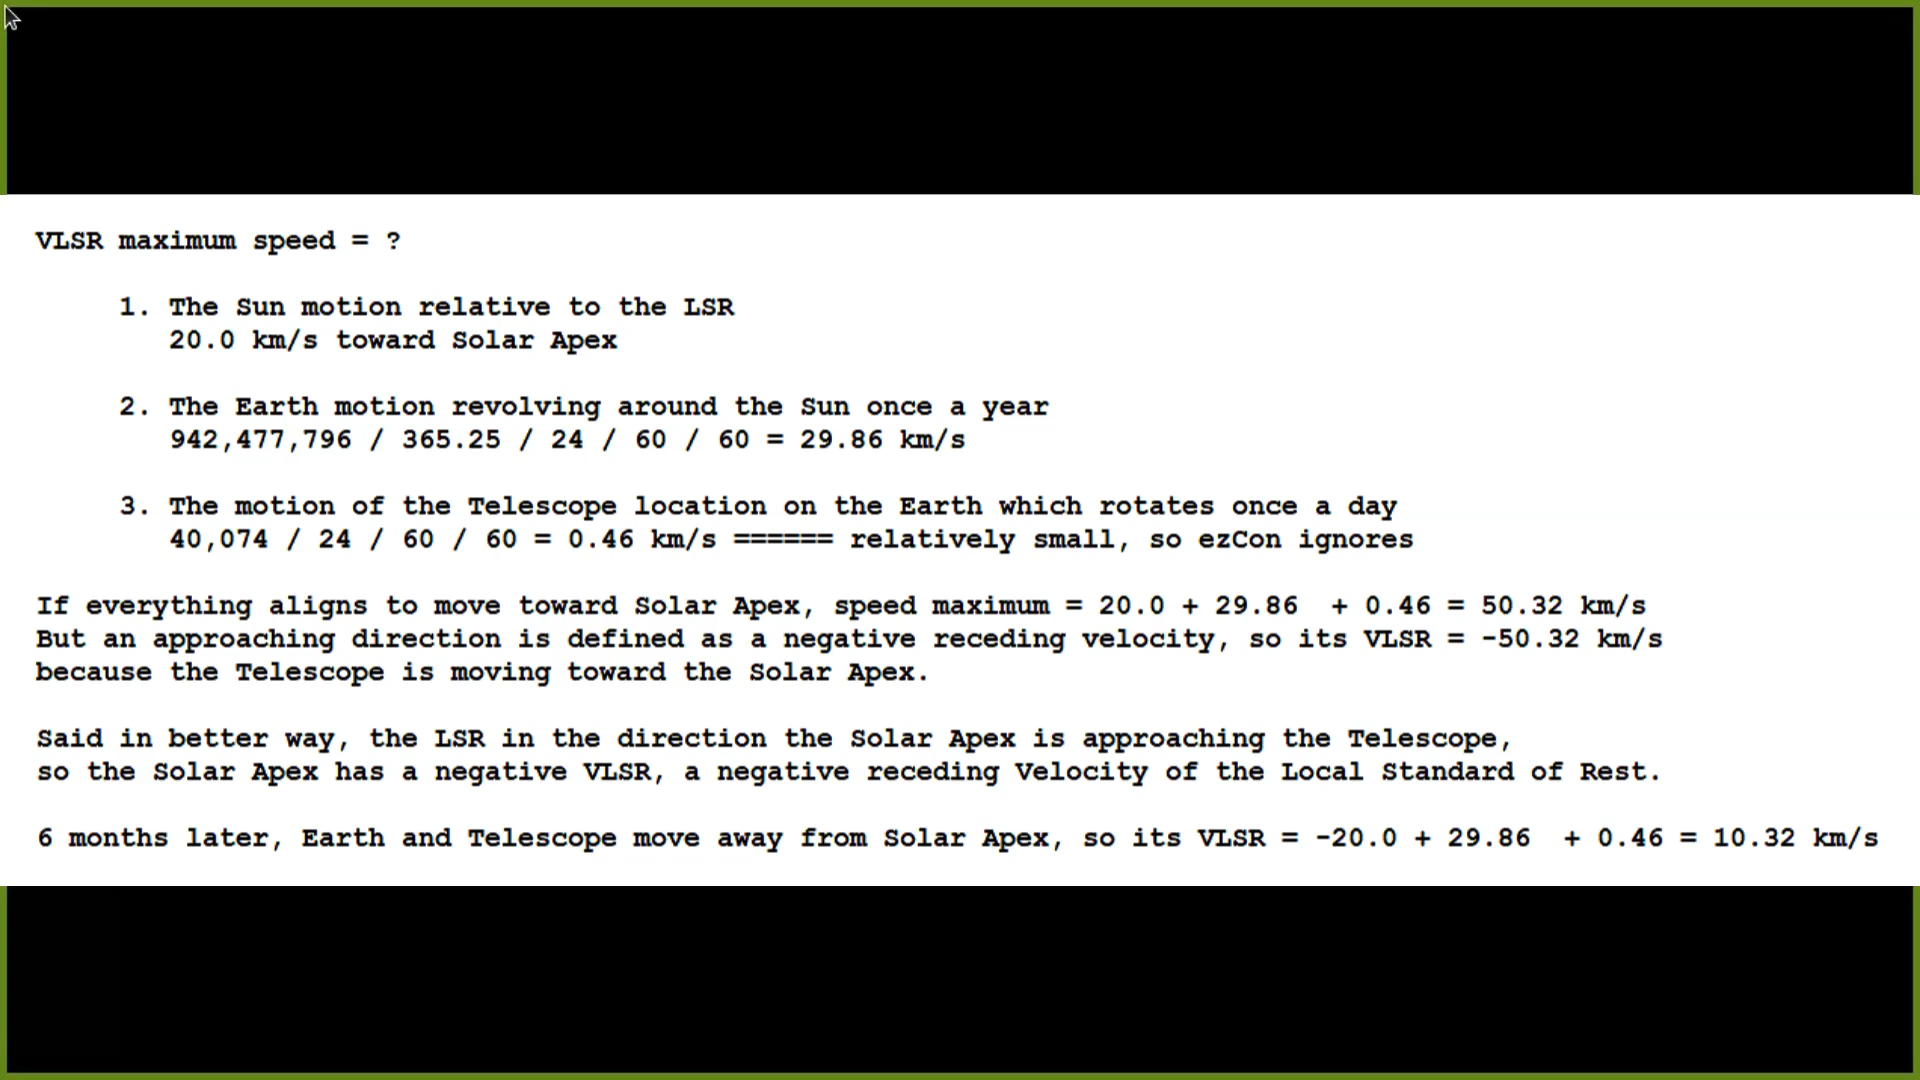 VLSR maximum speed = ?
1. The Sun motion relative to the LSR
20.0 km/s toward Solar Apex
2. The Earth motion revolving around the Sun once a year
942,477,796 / 365.25 / 24 / 60 / 60 = 29.86 km/s
3. The motion of the Telescope location on the Earth which rotates once a day
40,074 / 24 / 60 / 60 = 0.46 km/s ====== relatively small, so ezCon ignores
If everything aligns to move toward Solar Apex, speed maximum = 20.0 + 29.86  + 0.46 = 50.32 km/s
But an approaching direction is defined as a negative receding velocity, so its VLSR = -50.32 km/s
because the Telescope is moving toward the Solar Apex.
Said in better way, the LSR in the direction the Solar Apex is approaching the Telescope,
so the Solar Apex has a negative VLSR, a negative receding Velocity of the Local Standard of Rest.
6 months later, Earth and Telescope move away from Solar Apex, so its VLSR = -20.0 + 29.86  + 0.46 = 10.32 km/s